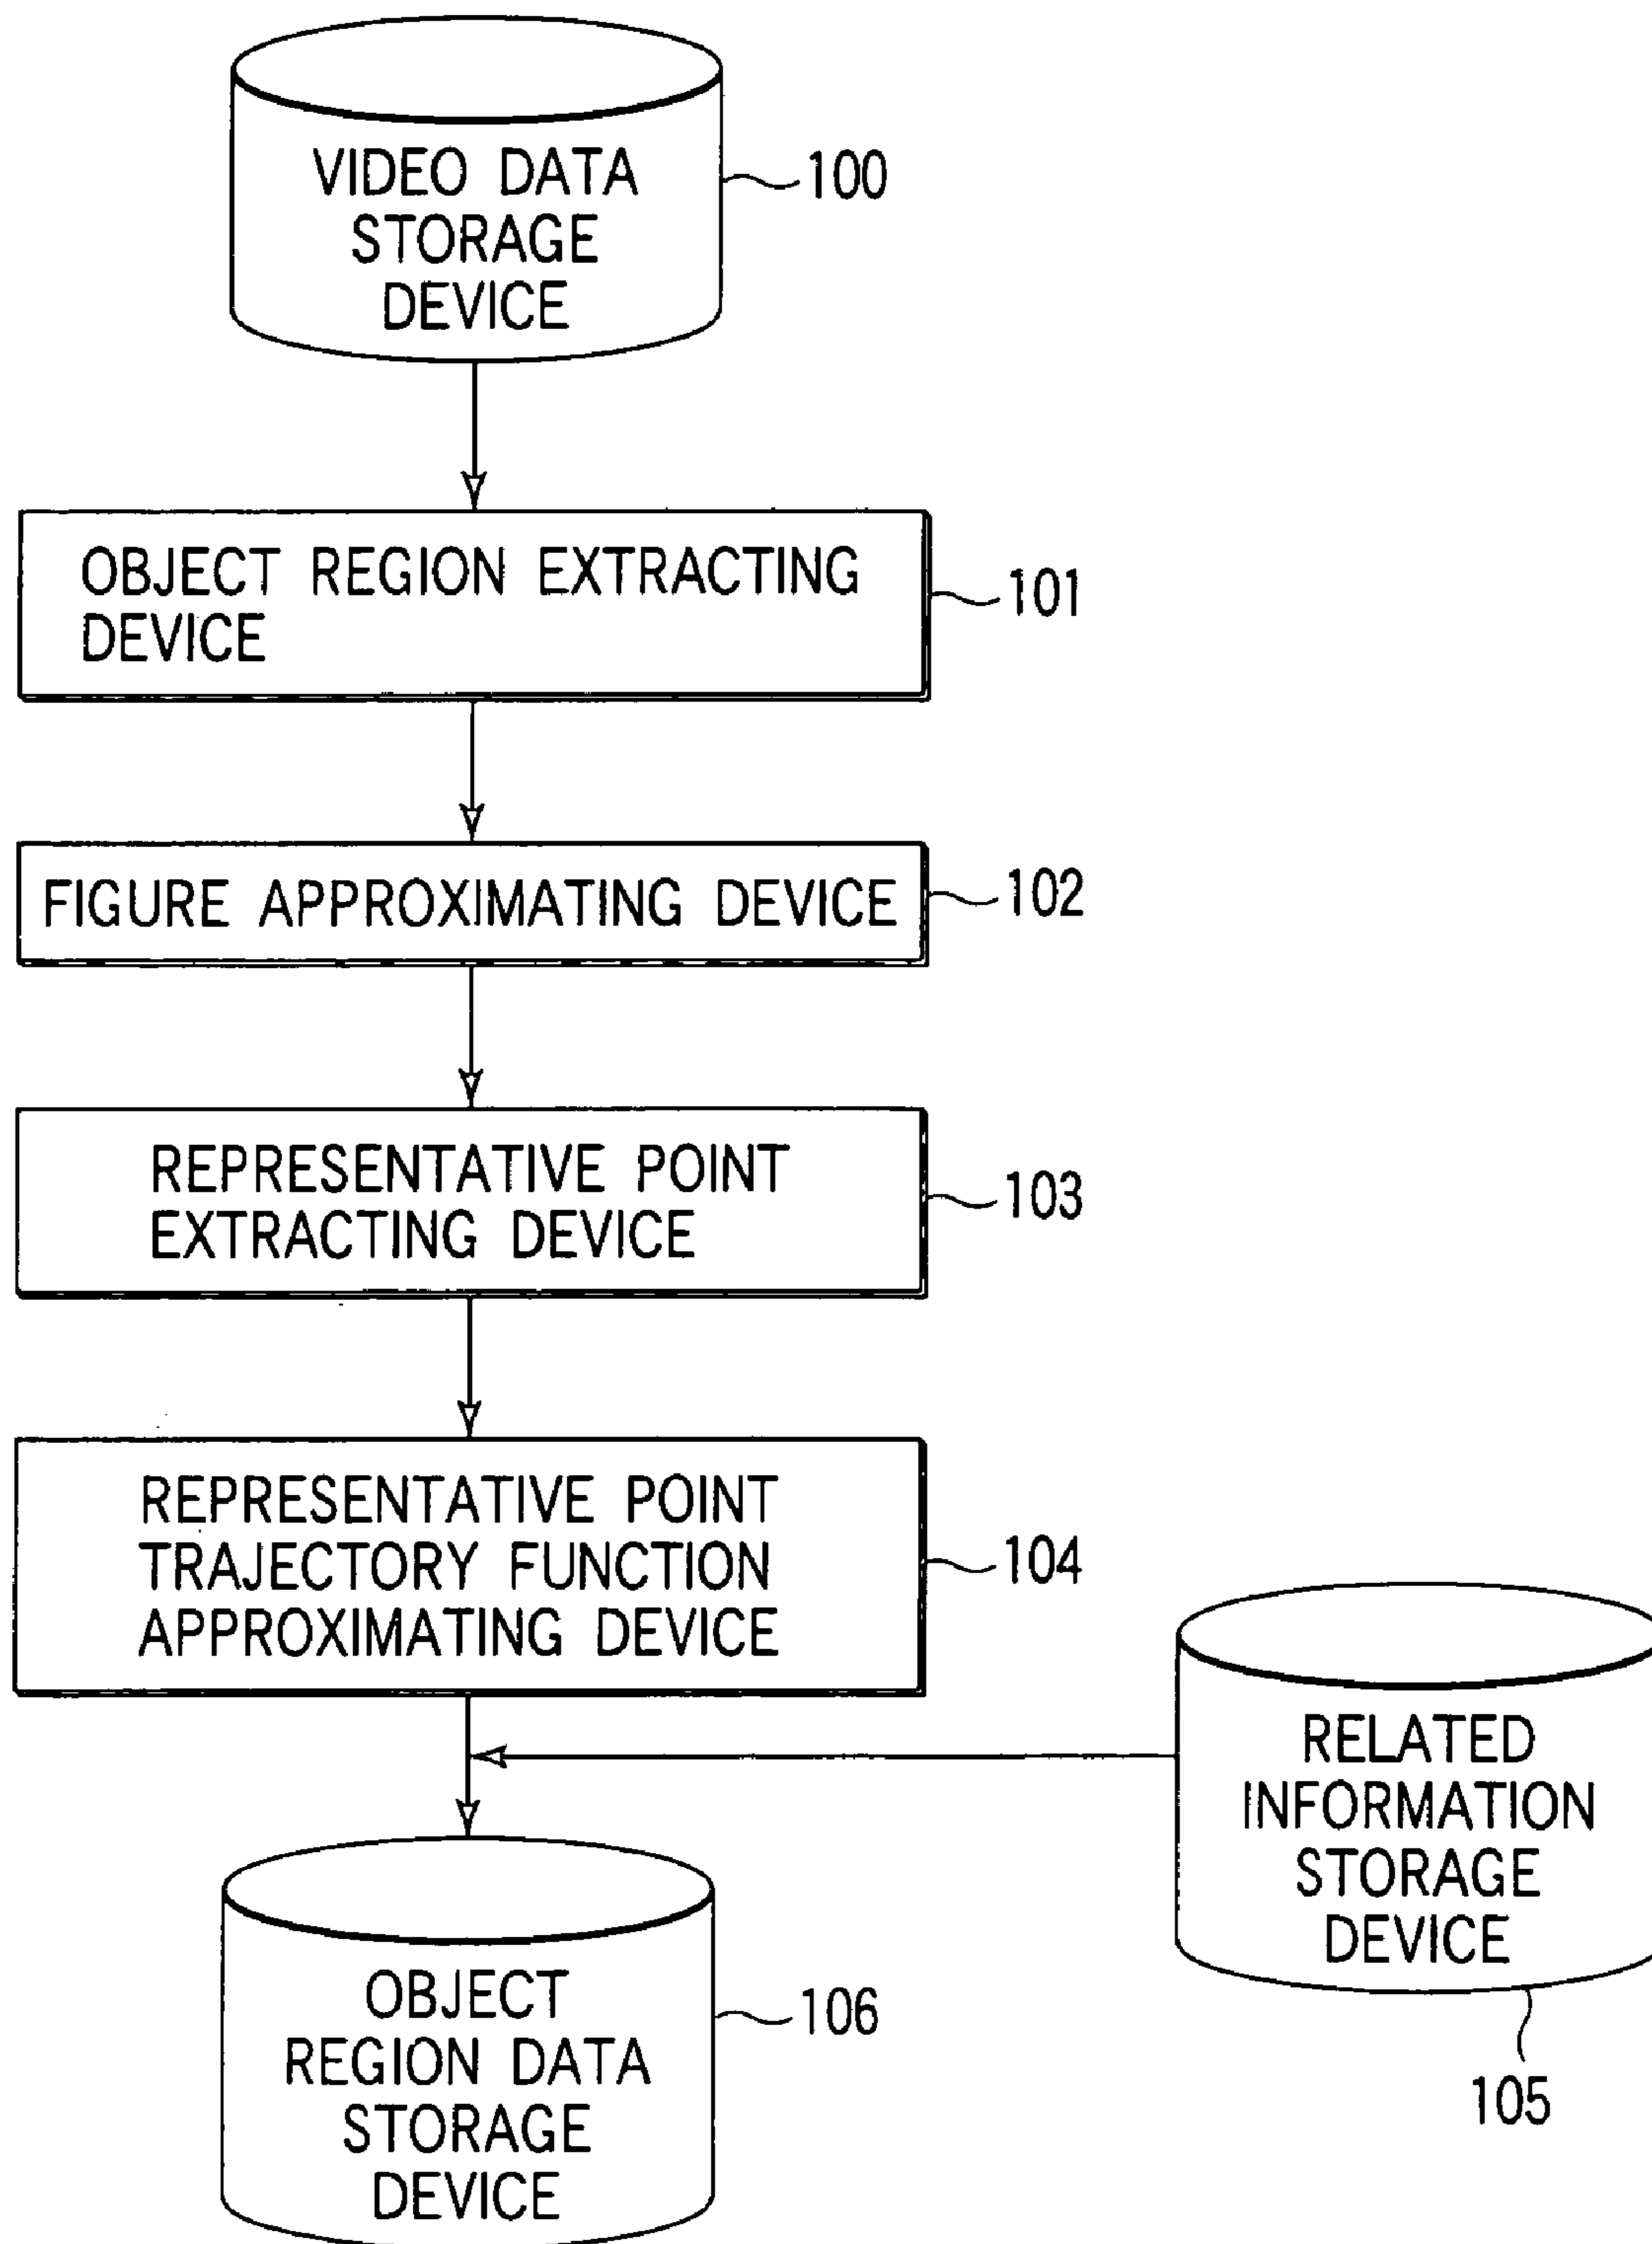 VIDEO DATA
STORAGE
DEVICE
100
OBJECT REGION EXTRACTING
DEVICE
101
FIGURE APPROXIMATING DEVICE
102
REPRESENTATIVE POINT
EXTRACTING DEVICE
103
REPRESENTATIVE POINT
TRAJECTORY FUNCTION
APPROXIMATING DEVICE
104
RELATED
INFORMATION
STORAGE
DEVICE
105
OBJECT
REGION DATA
STORAGE
DEVICE
106